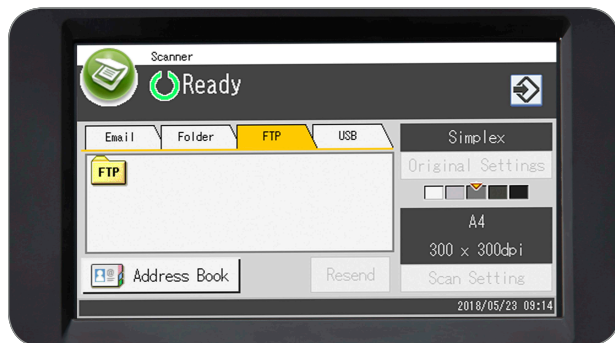 Scanner
Ready
Email Folder FTP USB
FTP
Address Book
Resend
Simplex
Original Settings
A4
300 x 300dpi
Scan Setting
2018/05/23 09:14